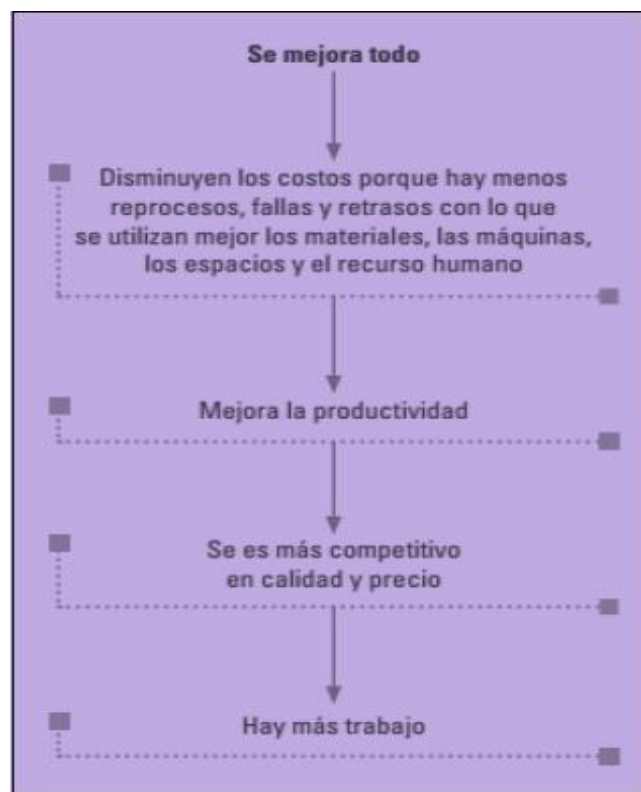 Se mejora todo
Disminuyen los costos porque hay menos
reprocesos, fallas y retrasos con lo que
se utilizan mejor los materiales, las máquinas,
los espacios y el recurso humano
Mejora la productividad
Se es más competitivo
en calidad y precio
Hay más trabajo